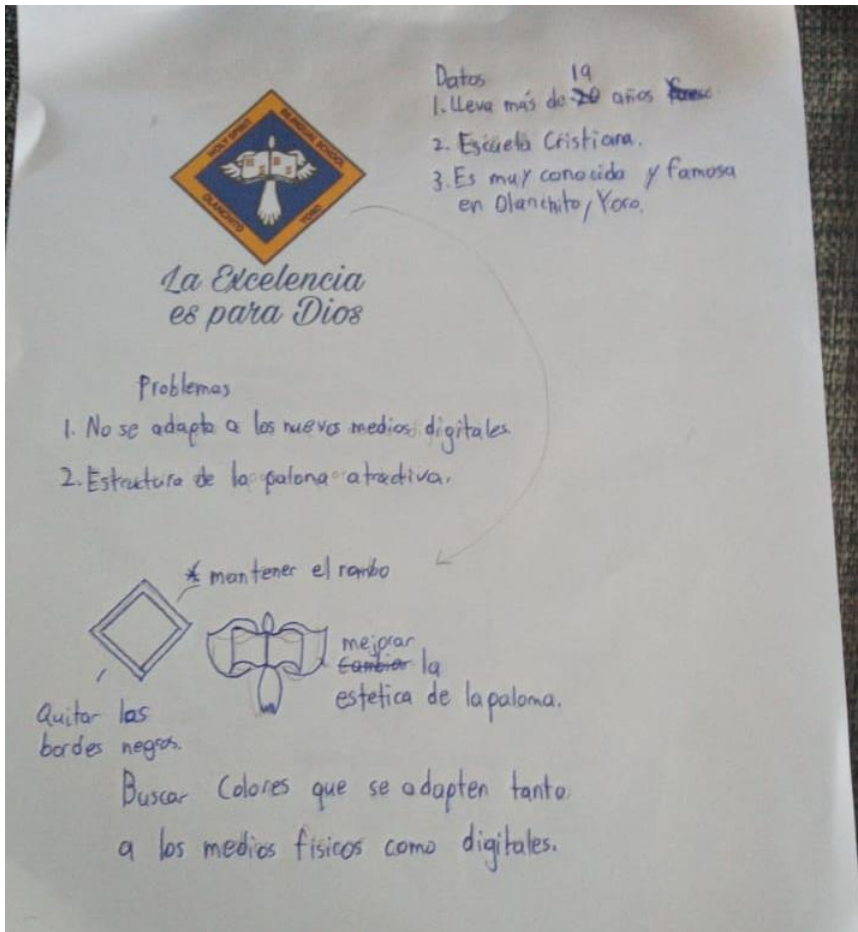 HOLY SPIRIT
BILINGUAL SCHOOL
H B
S S
OLANCHITO
YORO
La Excelencia
es para Dios
Datos
19
1. Lleva más de 20 años
2. Escuela Cristiana.
3. Es muy conocida y famosa
en Olanchito, Yoro.
Problemas
1. No se adapta a los nuevos medios digitales
2. Estructura de la paloma atractiva.
* mantener el rombo
mejorar
Cambiar la
estetica de la paloma.
Quitar los
bordes negros.
Buscar Colores que se adapten tanto
a los medios físicos como digitales.